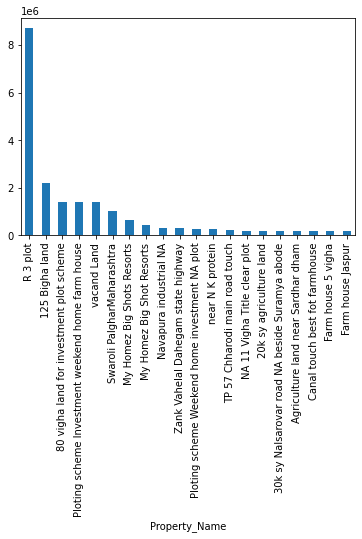 1e6
8
6
4
2
0
R 3 plot
125 Bigha land
80 vigha land for investment plot scheme
Ploting scheme Investment weekend home farm house
vacand Land
Swaroli PalgharMaharashtra
My Homez Big Shots Resorts
My Homez Big Shot Resorts
Navapura industrial NA
Zank Vahelal Dahegam state highway
Ploting scheme Weekend home investment NA plot
near N K protein
TP 57 Chharodi main road touch
NA 11 Vigha Title clear plot
20k sy agriculture land
30k sy Nalsarovar road NA beside Suramya abode
Agriculture land near Sardhar dham
Canal touch best fot farmhouse
Farm house 5 vigha
Farm house Jaspur
Property_Name